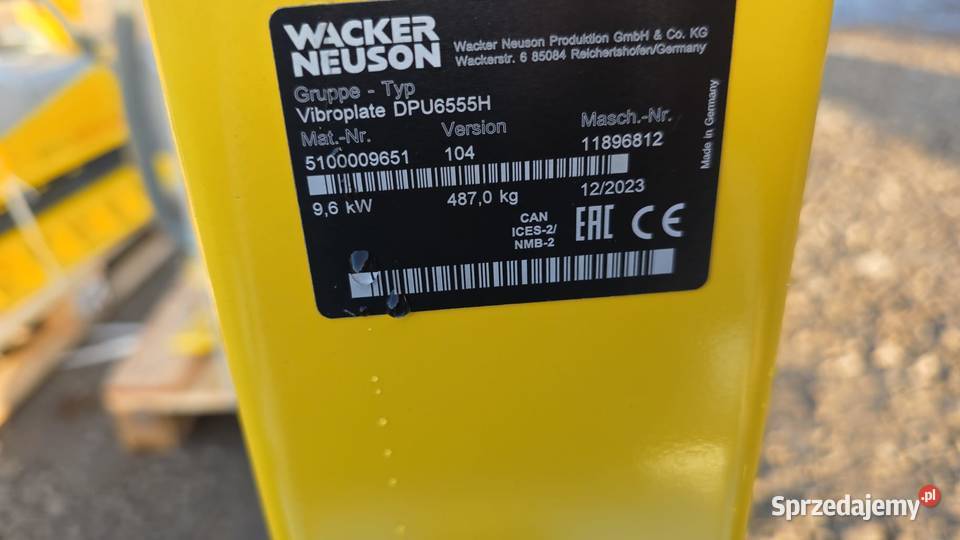 WACKER
NEUSON
Wacker Neuson Produktion GmbH & Co. KG
Wackerstr. 6 85084 Reichertshofen/Germany
Gruppe - Typ
Vibroplate DPU6555H
Mat.-Nr. Version Masch.-Nr.
5100009651 104 11896812
9,6 kW 487,0 kg 12/2023
CAN
ICES-2/
NMB-2
EAC CE
Made in Germany
Sprzedajemy.pl